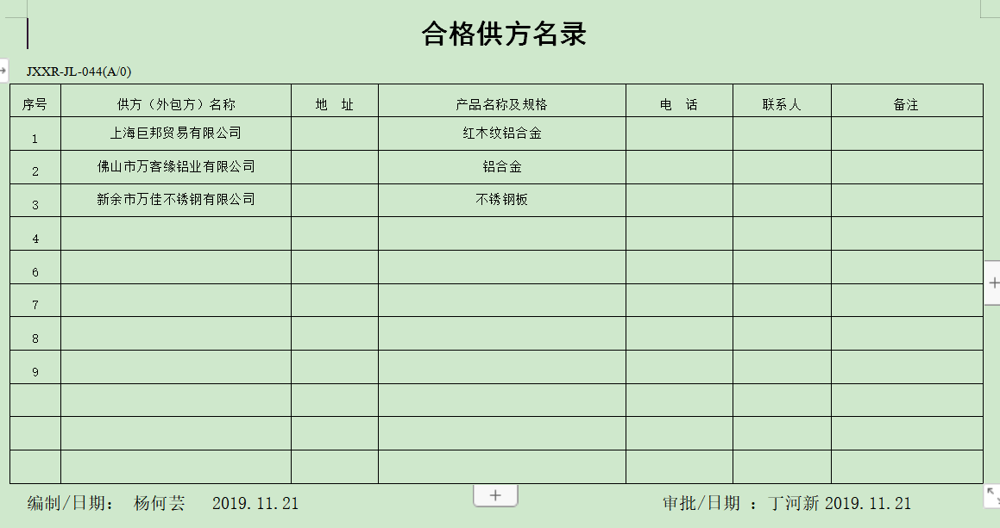 合格供方名录
JXXR-JL-044(A/0)
序号 供方（外包方）名称 地 址 产品名称及规格 电 话 联系人 备注
1 上海巨邦贸易有限公司 红木纹铝合金
2 佛山市万客缘铝业有限公司 铝合金
3 新余市万佳不锈钢有限公司 不锈钢板
4
6
7
8
9
编制/日期： 杨何芸 2019.11.21 审批/日期 ：丁河新 2019.11.21